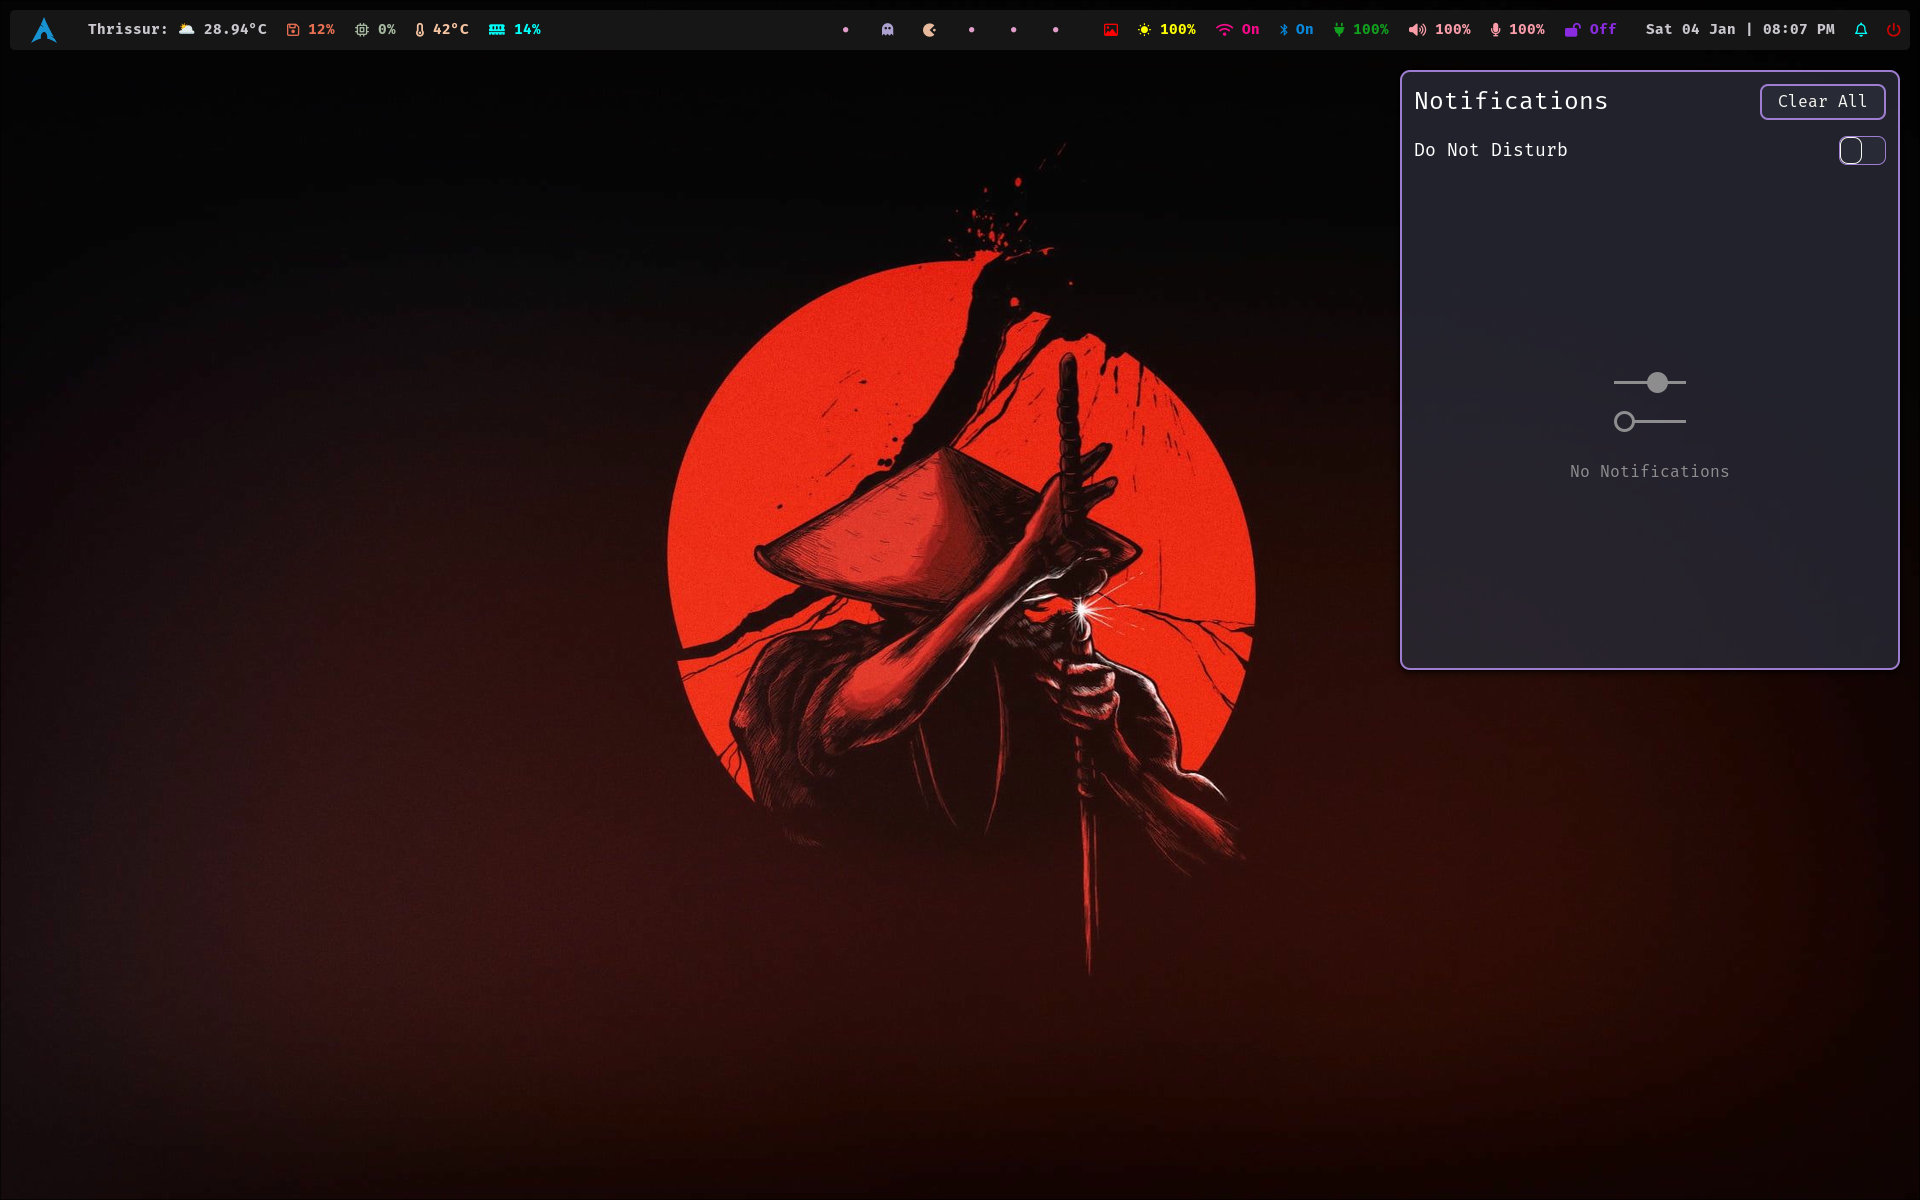 Thrissur: 28.94°C 12% 0% 42°C 14% 100% On On 100% 100% 100% Off Sat 04 Jan | 08:07 PM
Notifications Clear All
Do Not Disturb
No Notifications